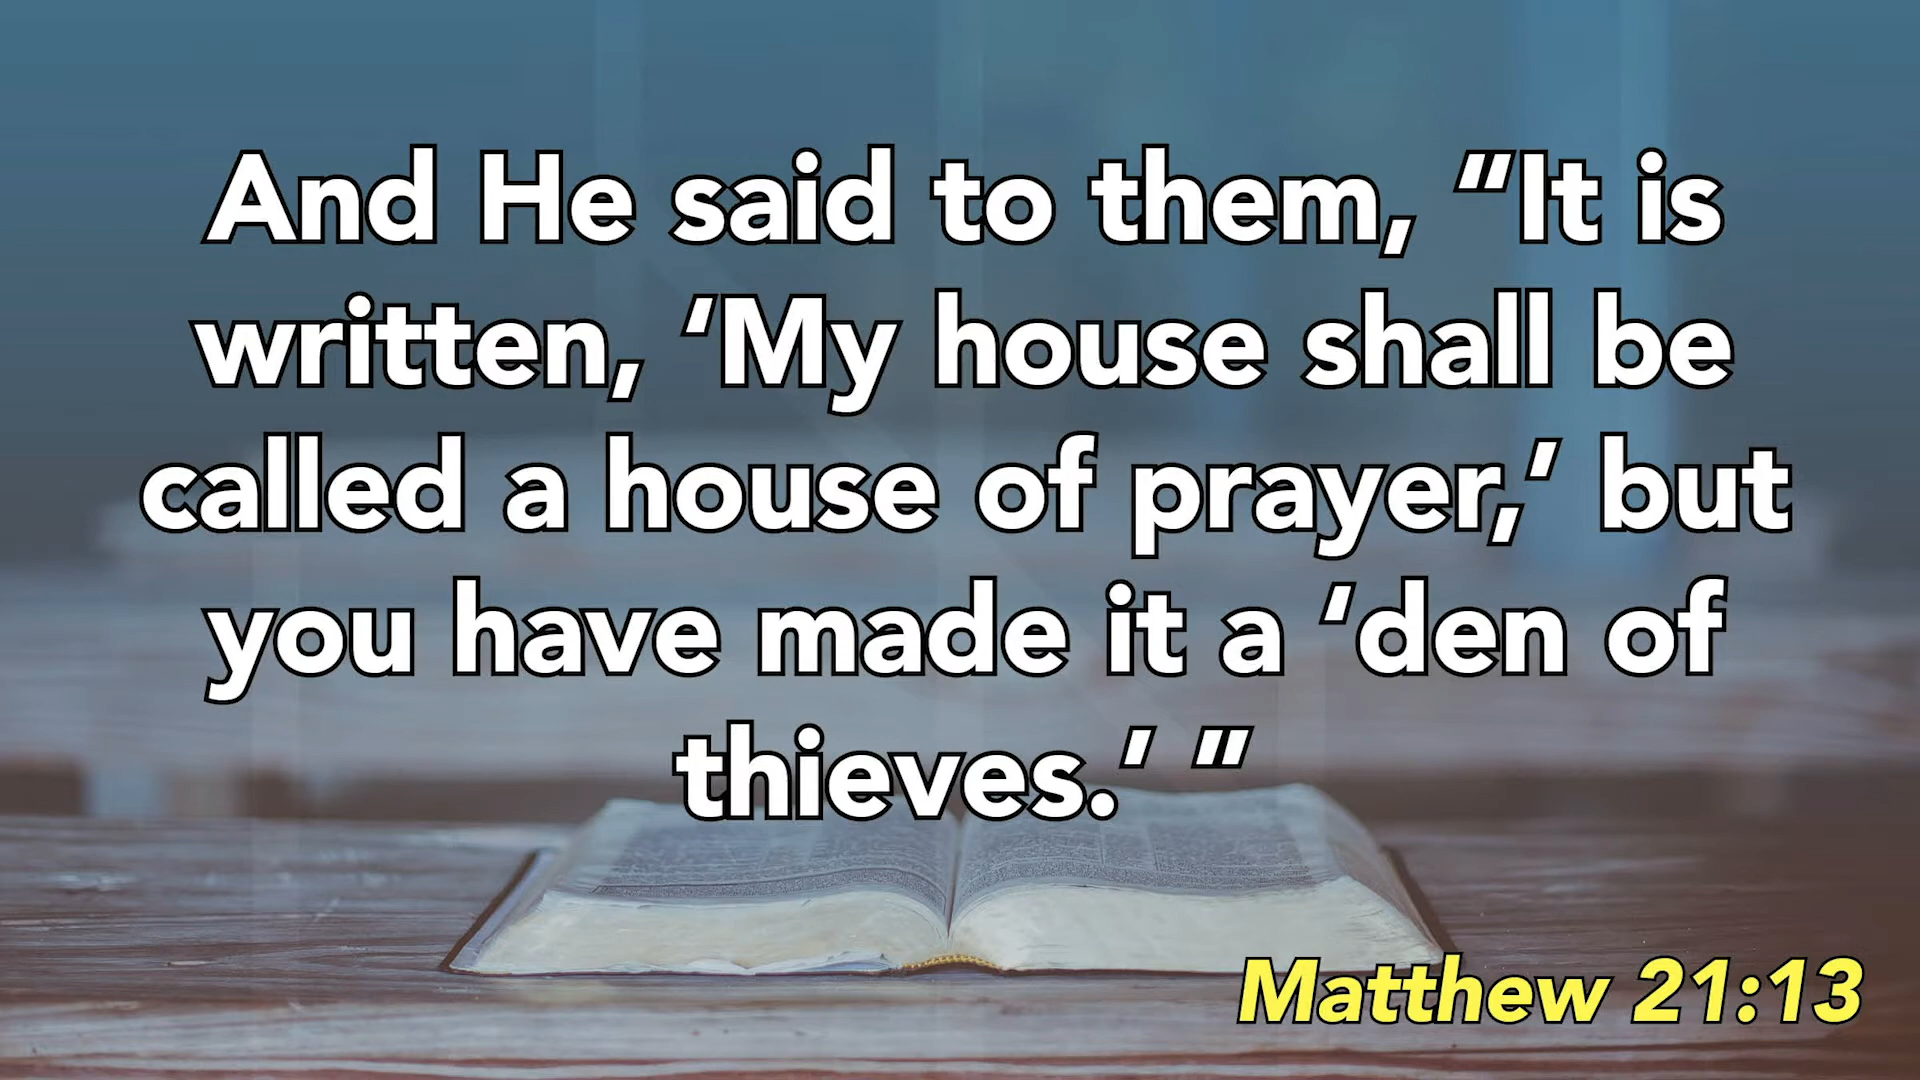 And He said to them, “It is
written, ‘My house shall be
called a house of prayer,’ but
you have made it a ‘den of
thieves.’ ”
Matthew 21:13